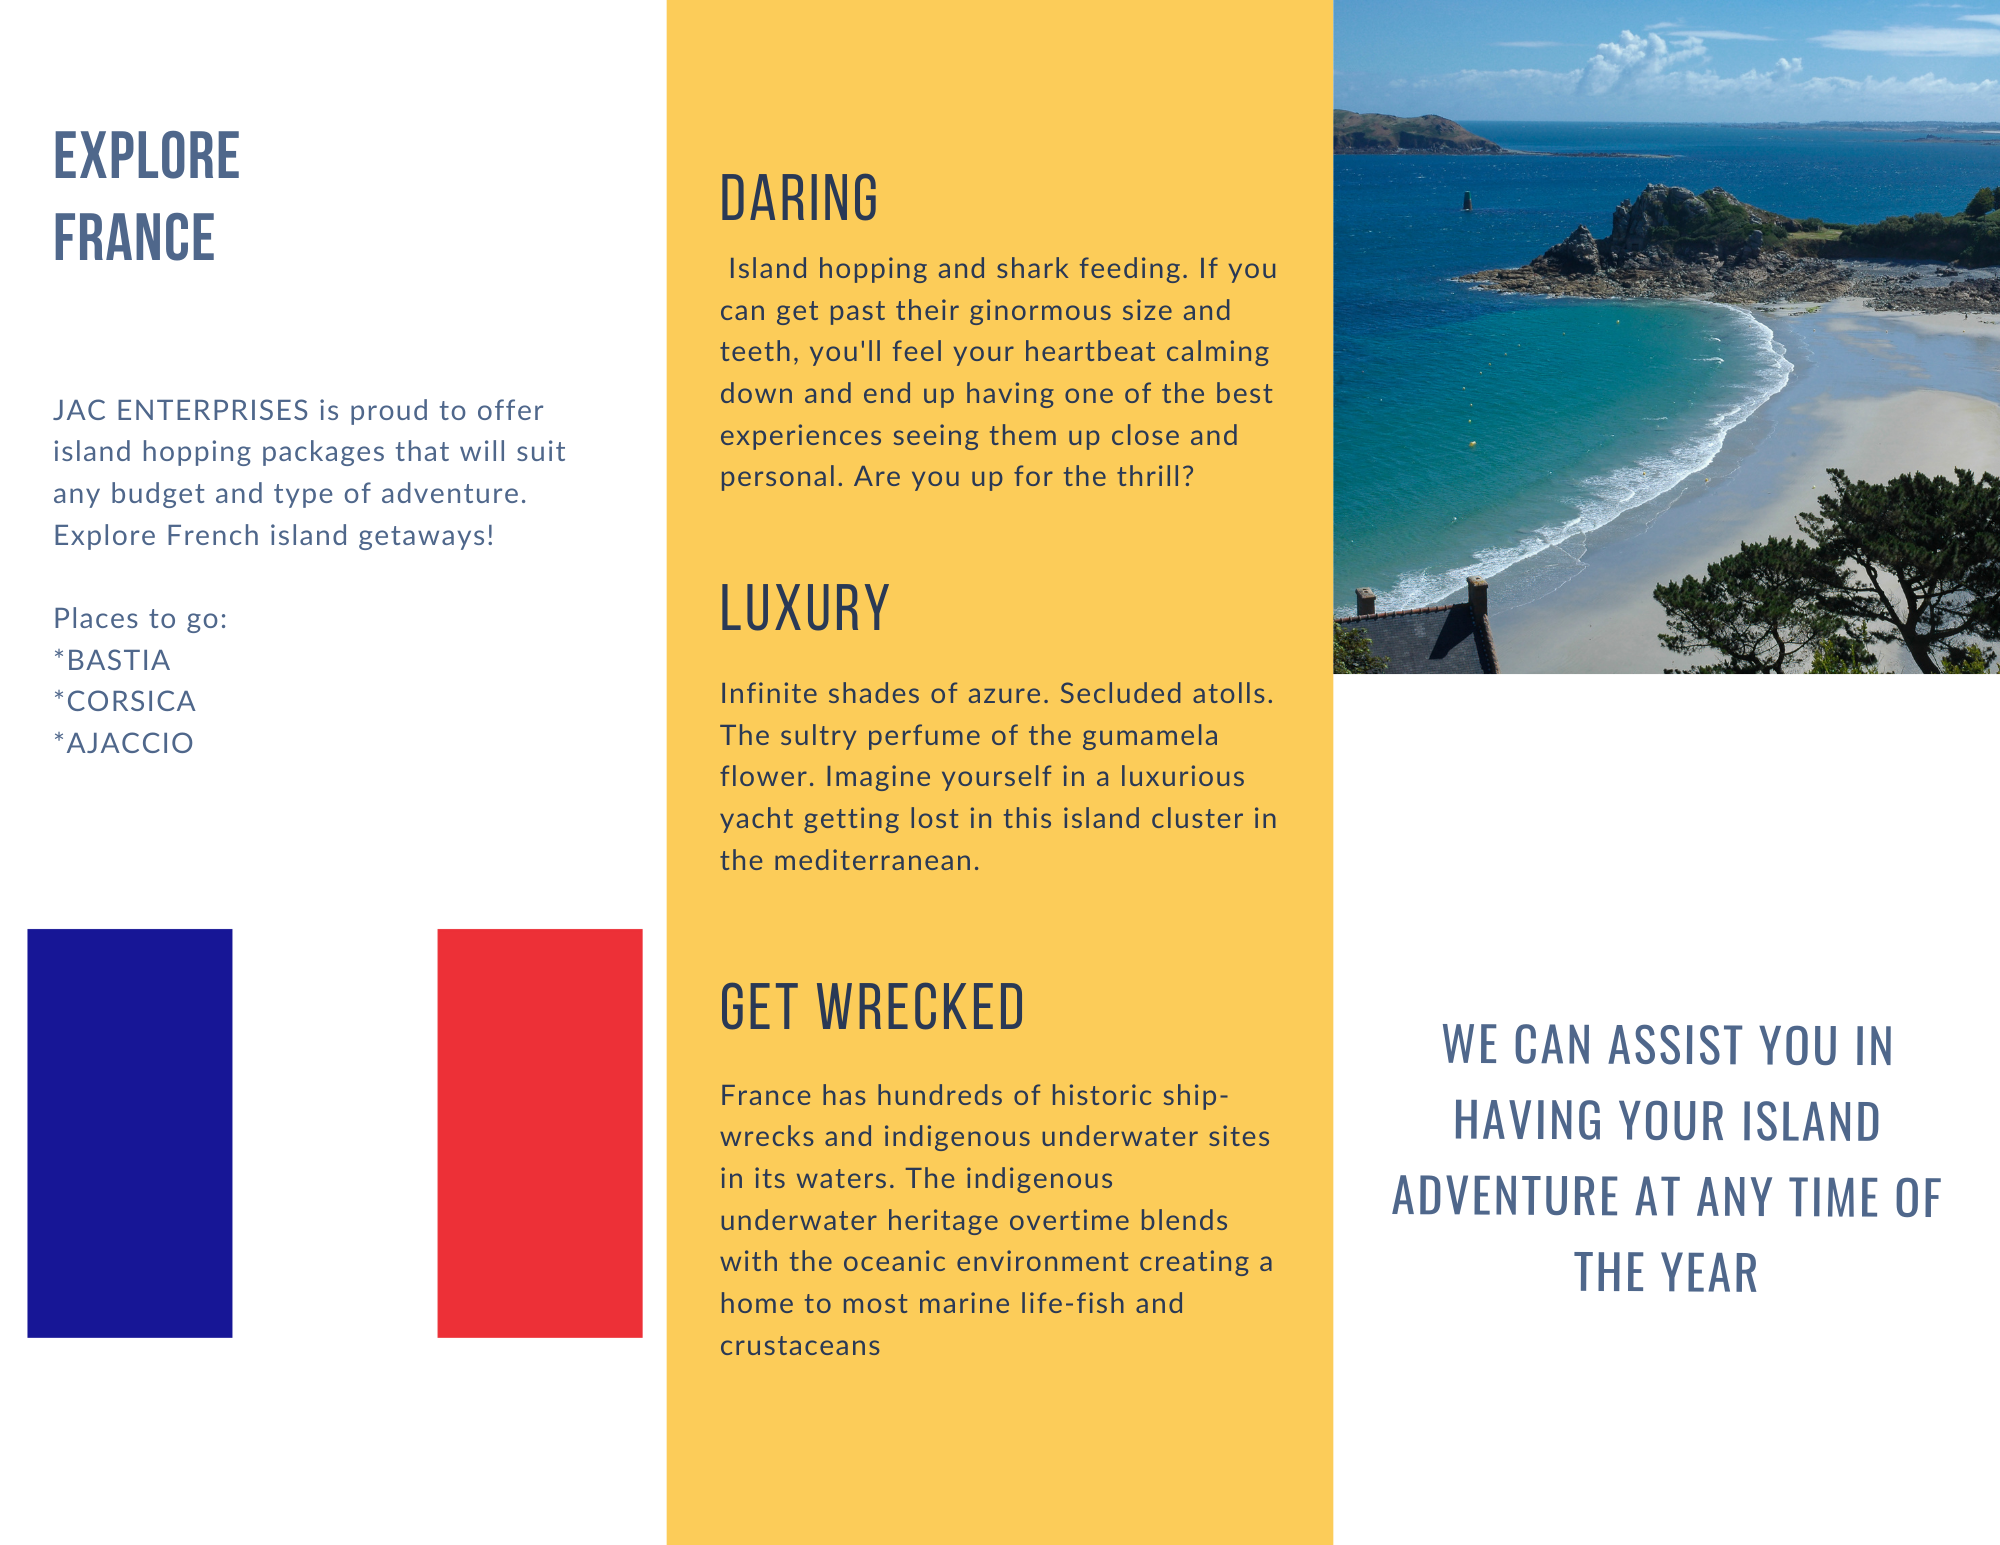 EXPLORE
FRANCE
JAC ENTERPRISES is proud to offer
island hopping packages that will suit
any budget and type of adventure.
Explore French island getaways!
Places to go:
*BASTIA
*CORSICA
*AJACCIO
DARING
Island hopping and shark feeding. If you
can get past their ginormous size and
teeth, you'll feel your heartbeat calming
down and end up having one of the best
experiences seeing them up close and
personal. Are you up for the thrill?
LUXURY
Infinite shades of azure. Secluded atolls.
The sultry perfume of the gumamela
flower. Imagine yourself in a luxurious
yacht getting lost in this island cluster in
the mediterranean.
GET WRECKED
France has hundreds of historic ship-
wrecks and indigenous underwater sites
in its waters. The indigenous
underwater heritage overtime blends
with the oceanic environment creating a
home to most marine life-fish and
crustaceans
WE CAN ASSIST YOU IN
HAVING YOUR ISLAND
ADVENTURE AT ANY TIME OF
THE YEAR